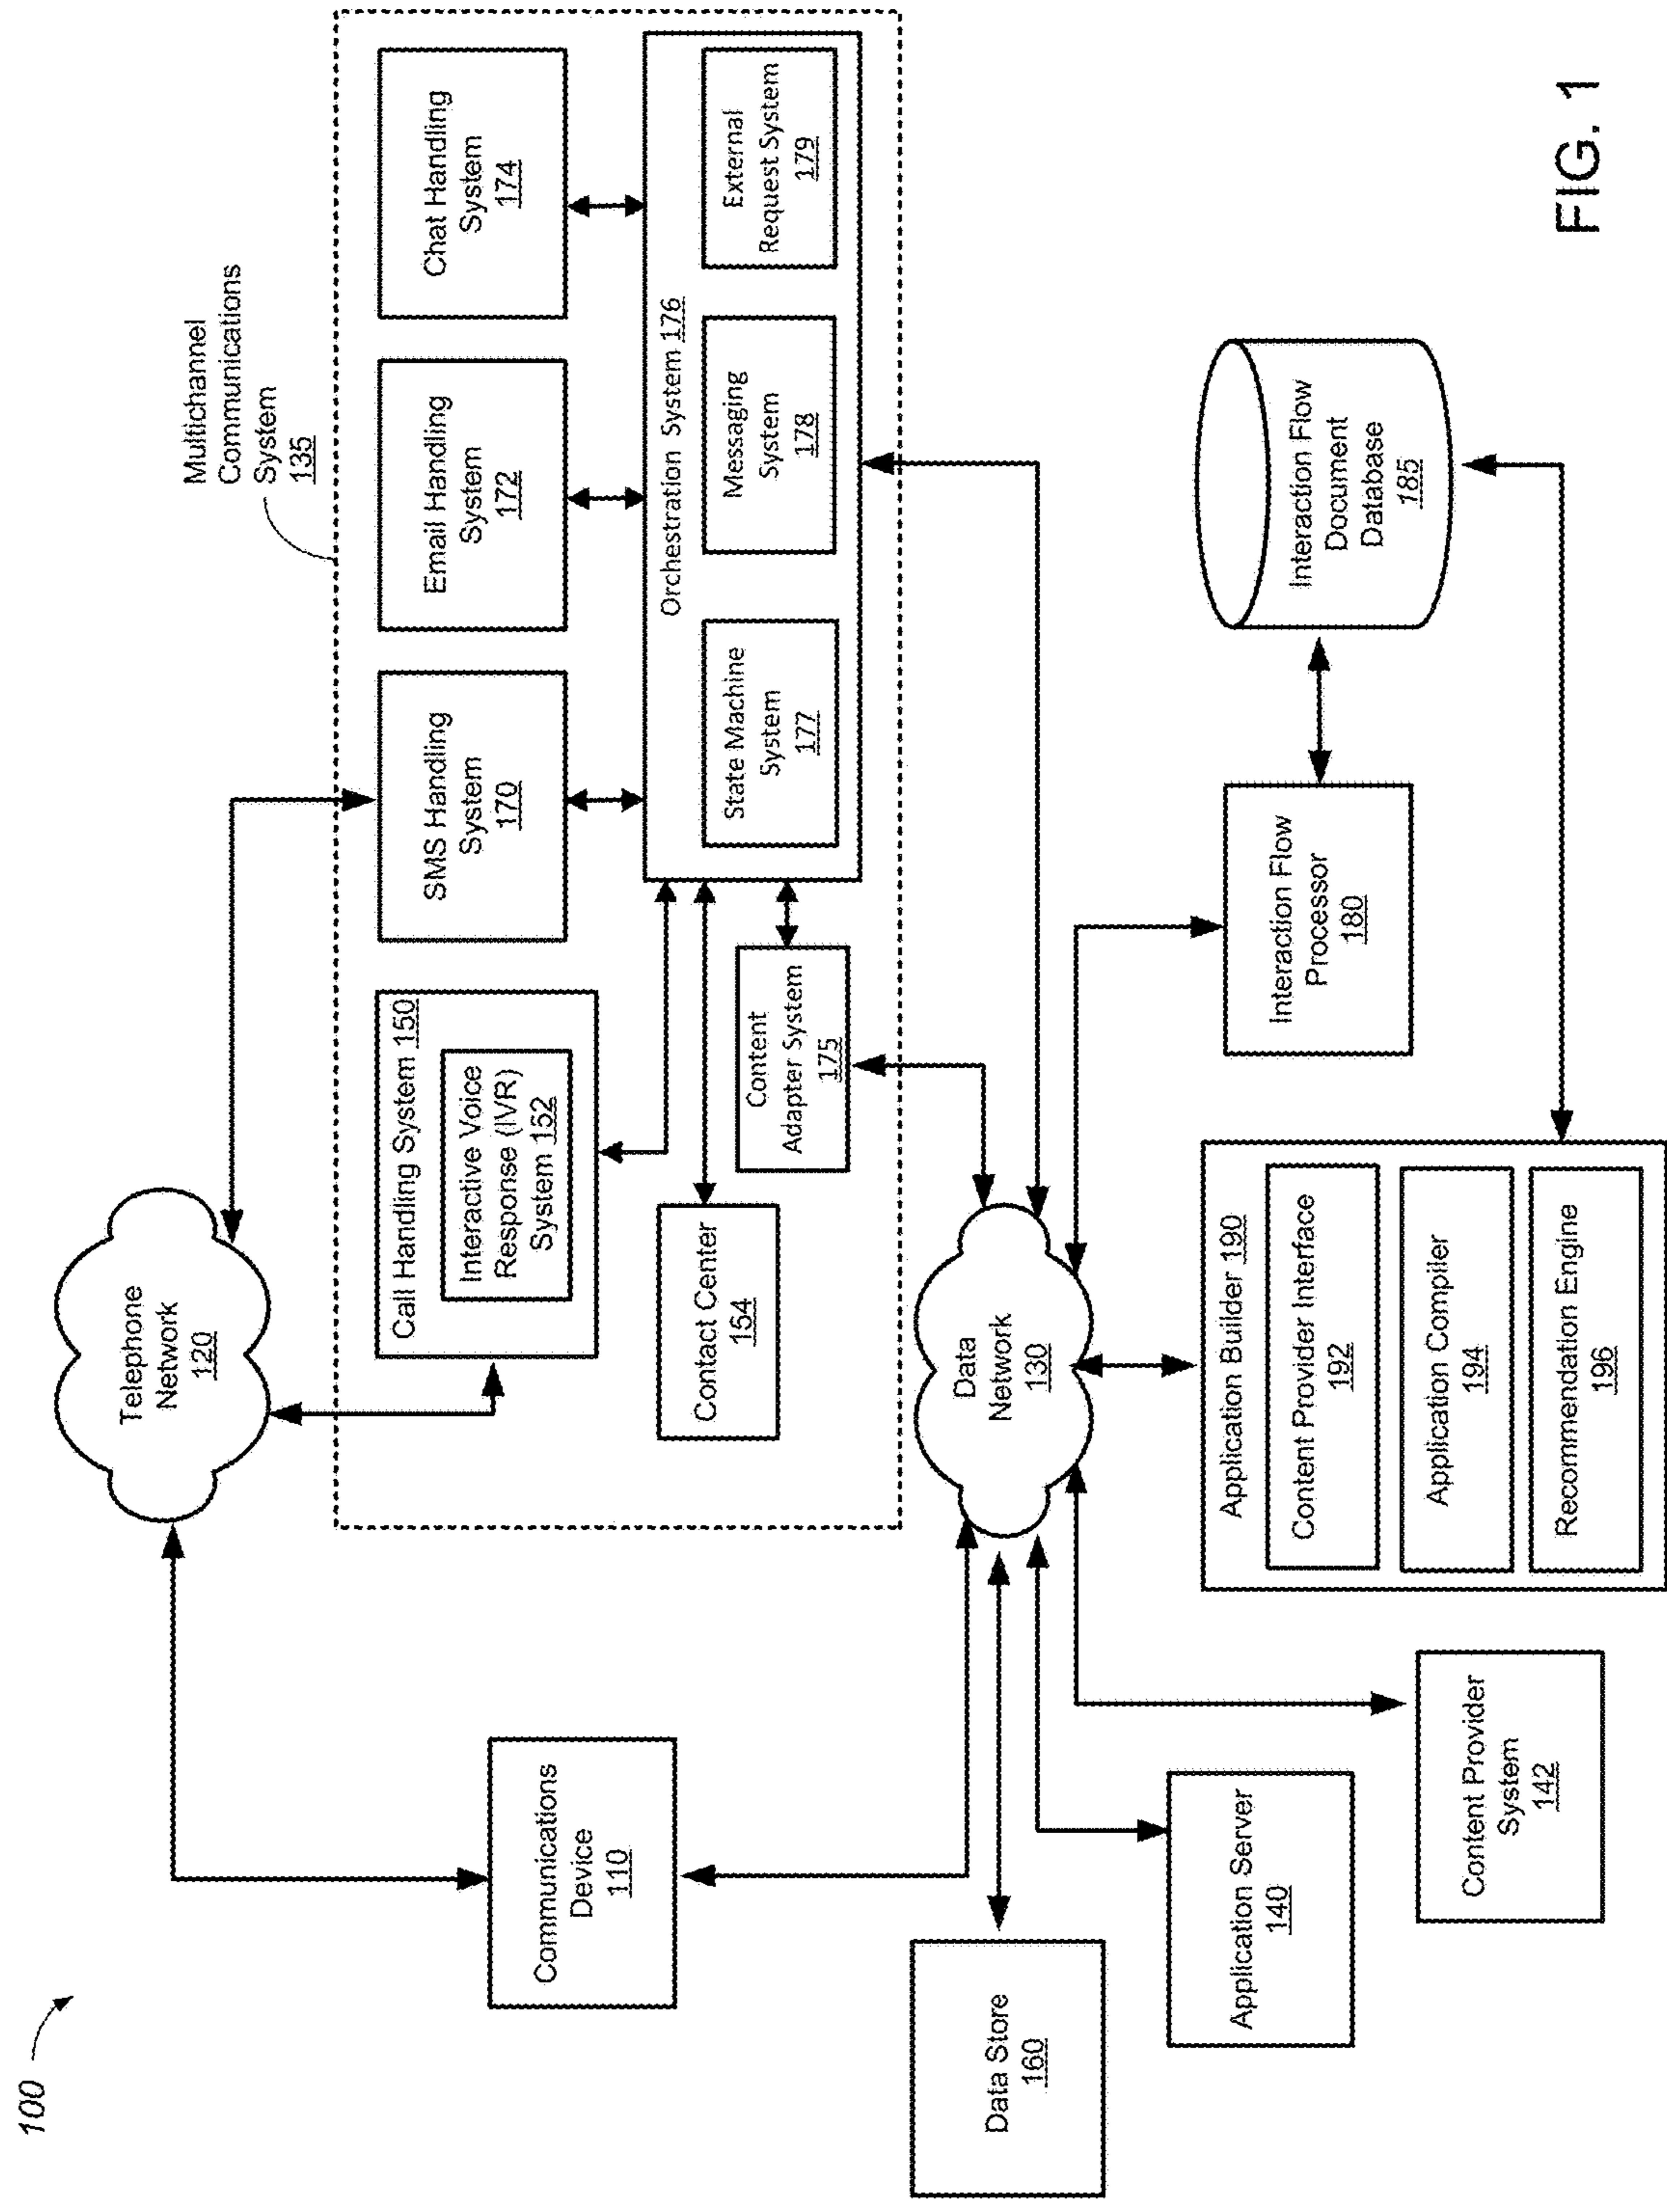 100
Telephone
Network
120
Multichannel
Communications
System
135
Communications
Device
110
Call Handling System 150
Interactive Voice
Response (IVR)
System 152
SMS Handling
System
170
Email Handling
System
172
Chat Handling
System
174
Contact Center
154
Content
Adapter System
175
Orchestration System 176
State Machine
System
177
Messaging
System
178
External
Request System
179
Data Store
160
Data
Network
130
Application Server
140
Content Provider
System
142
Application Builder 190
Content Provider Interface
192
Application Compiler
194
Recommendation Engine
196
Interaction Flow
Processor
180
Interaction Flow
Document
Database
185
FIG. 1